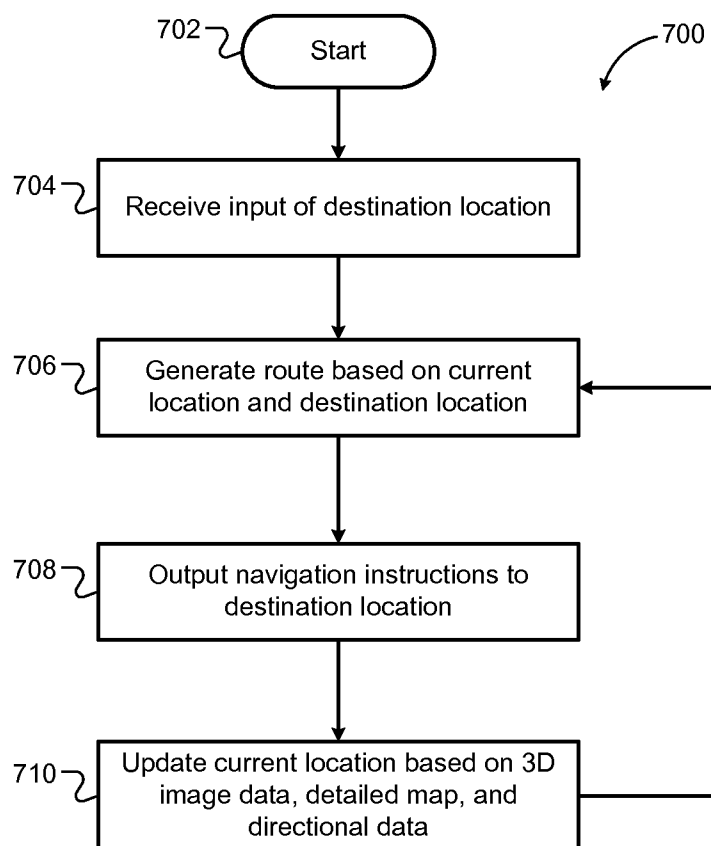 702
Start
700
704
Receive input of destination location
706
Generate route based on current
location and destination location
708
Output navigation instructions to
destination location
710
Update current location based on 3D
image data, detailed map, and
directional data